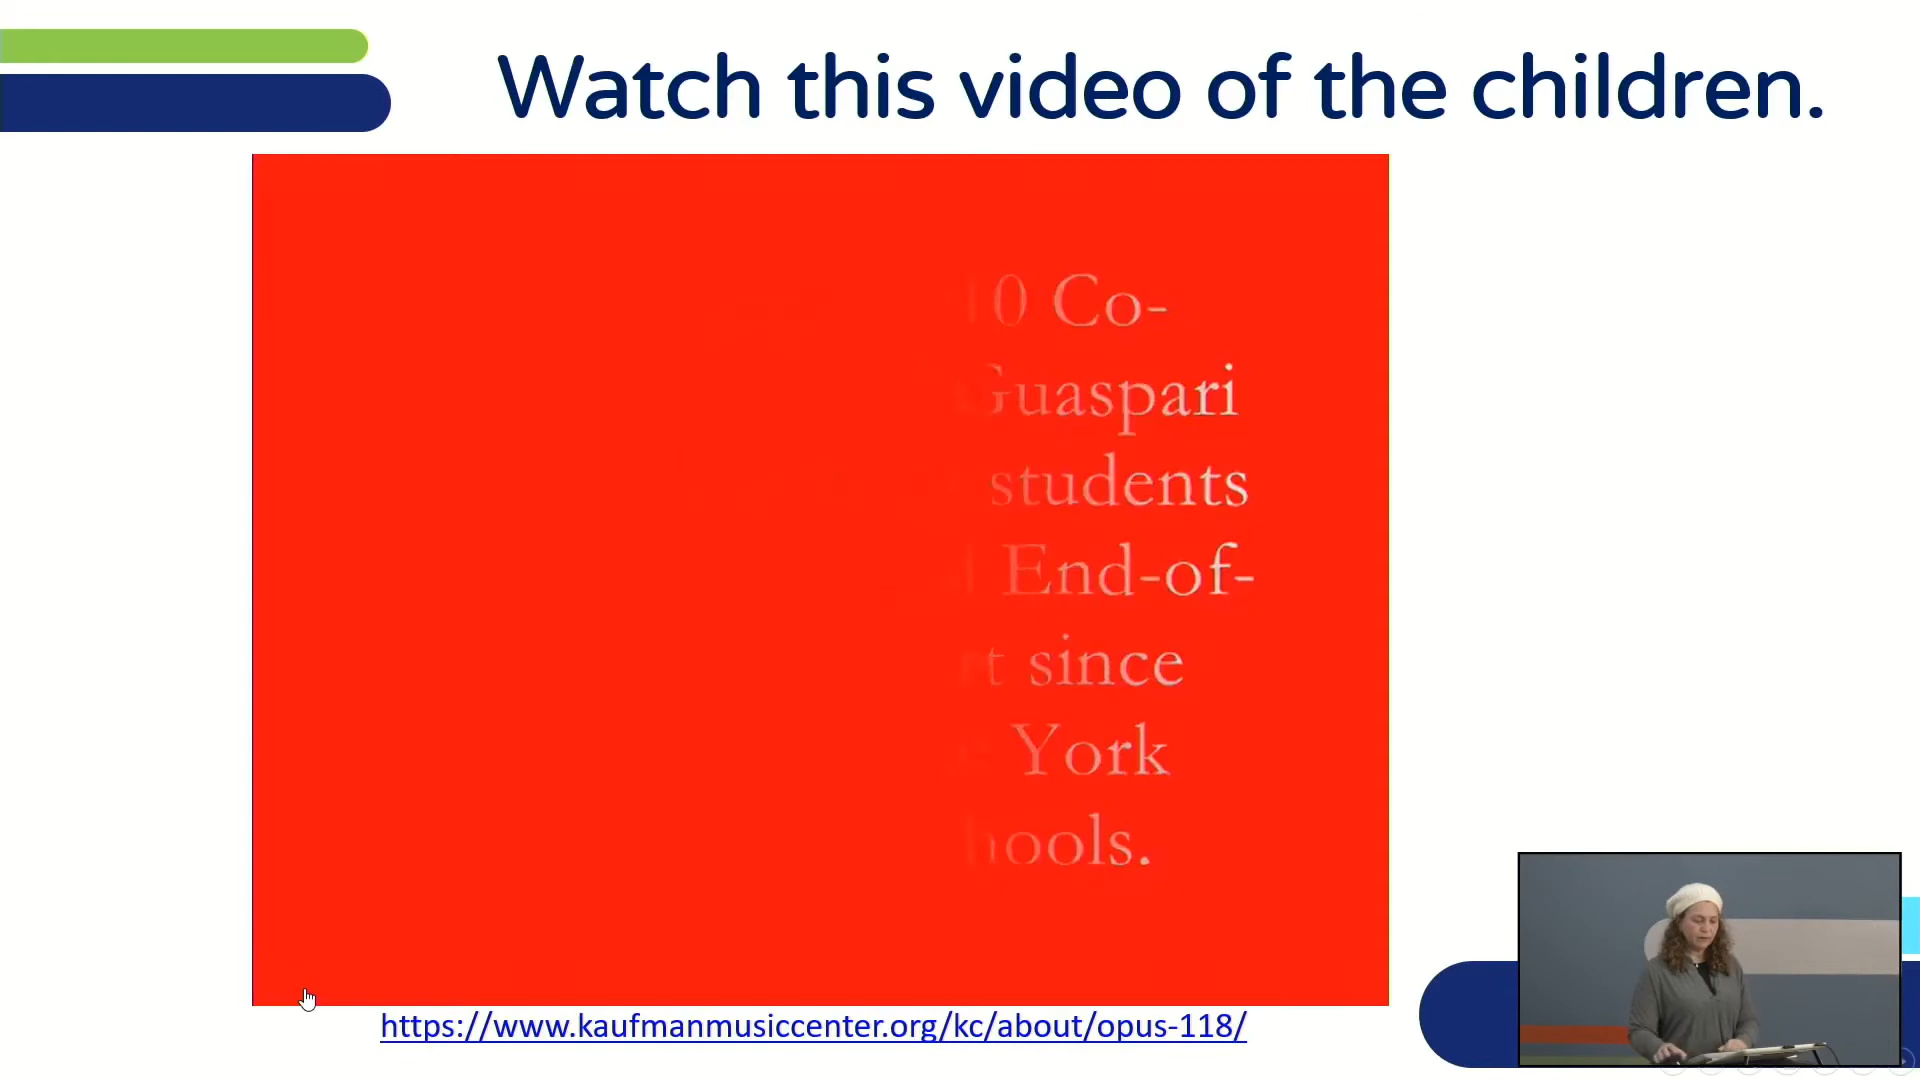 Watch this video of the children.
10 Co-
Guaspari
students
End-of-
since
York
https://www.kaufmanmusiccenter.org/kc/about/opus-118/